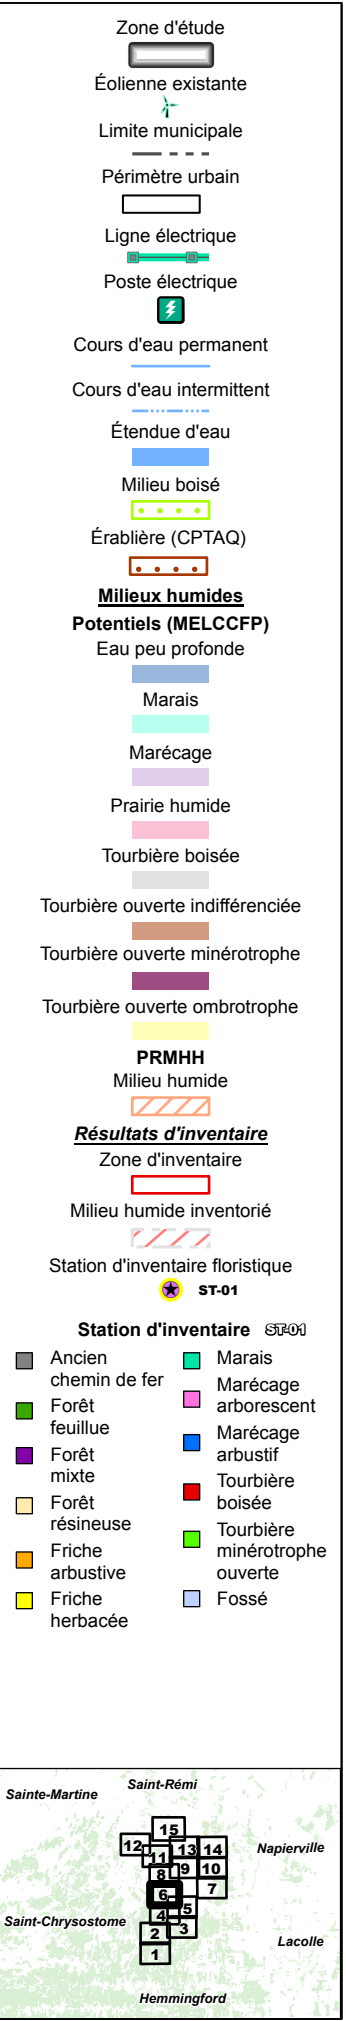 Zone d'étude
Éolienne existante
Limite municipale
Périmètre urbain
Ligne électrique
Poste électrique
Cours d'eau permanent
Cours d'eau intermittent
Étendue d'eau
Milieu boisé
Érablière (CPTAQ)
Milieux humides
Potentiels (MELCCFP)
Eau peu profonde
Marais
Marécage
Prairie humide
Tourbière boisée
Tourbière ouverte indifférenciée
Tourbière ouverte minérotrophe
Tourbière ouverte ombrotrophe
PRMHH
Milieu humide
Résultats d'inventaire
Zone d'inventaire
Milieu humide inventorié
Station d'inventaire floristique
ST-01
Station d'inventaire ST-01
Ancien
chemin de fer
Forêt
feuillue
Forêt
mixte
Forêt
résineuse
Friche
arbustive
Friche
herbacée
Marais
Marécage
arborescent
Marécage
arbustif
Tourbière
boisée
Tourbière
minérotrophe
ouverte
Fossé
Saint-Rémi
Sainte-Martine
15
12
13 14
Napierville
11
9 10
8
7
6
5
Saint-Chrysostome
4
3
2
Lacolle
1
Hemmingford